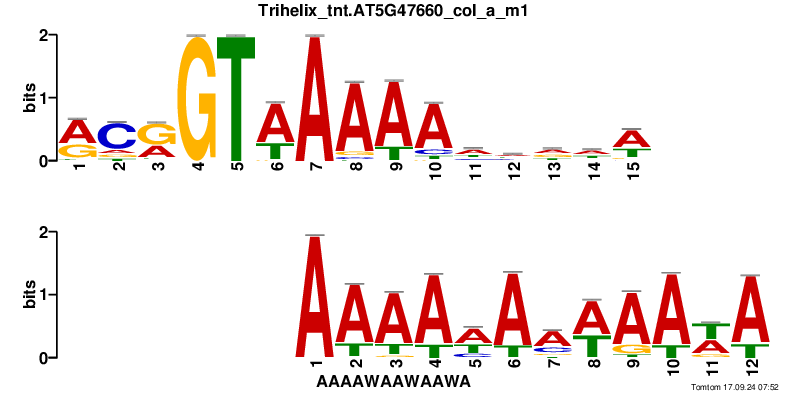 Trihelix_tnt.AT5G47660_col_a_m1
bits
2
1
0
1 2 3 4 5 6 7 8 9 10 11 12 13 14 15
bits
2
1
0
1 2 3 4 5 6 7 8 9 10 11 12
AAAAWAAWAAWA
Tomtom 17.09.24 07:52